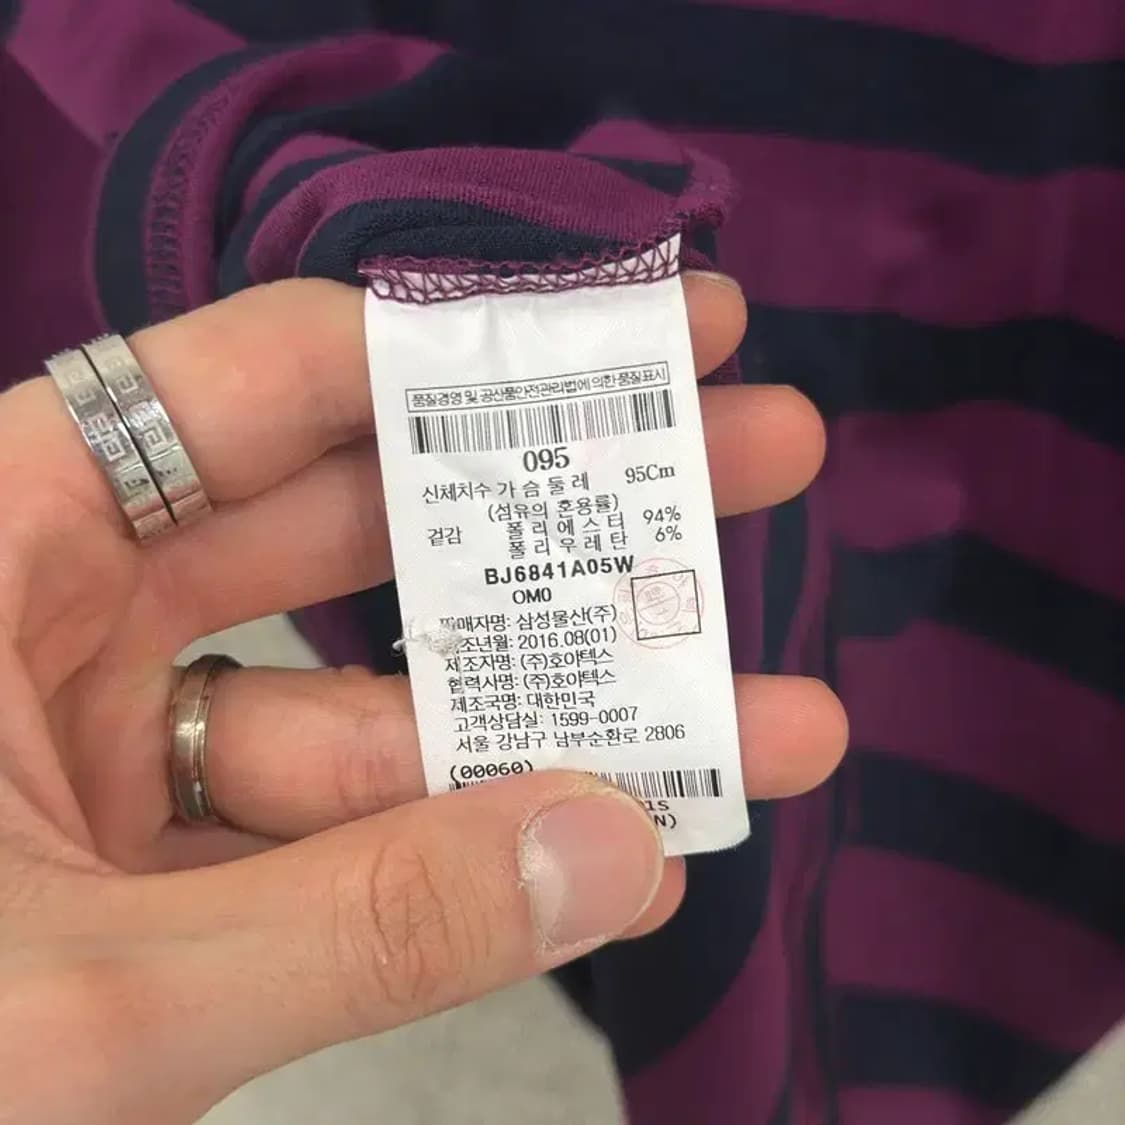 품질경영 및 공산품안전관리법에 의한 품질표시
095
신체치수 가 슴 둘 레 95Cm
(섬유의 혼용률)
겉감 폴 리 에 스 터 94%
폴 리 우 레 탄 6%
BJ6841A05W
OM0
판매자명: 삼성물산(주)
제조년월: 2016.08(01)
제조자명: (주)호아텍스
협력사명: (주)호아텍스
제조국명: 대한민국
고객상담실: 1599-0007
서울 강남구 남부순환로 2806
(00060)
1S
N)